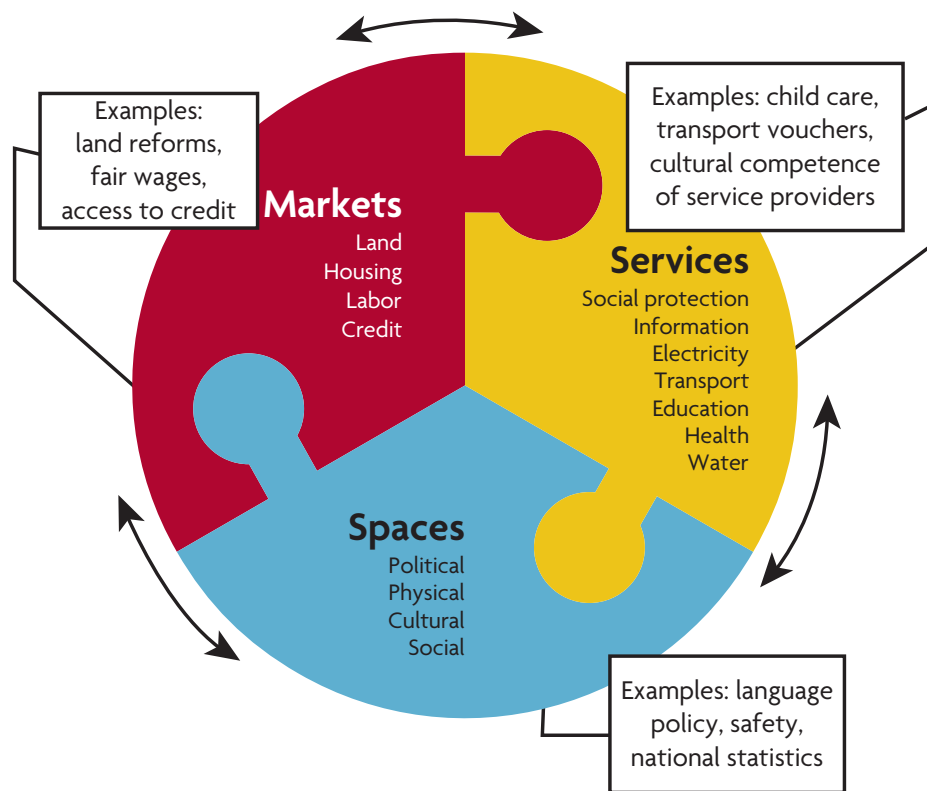 Examples:
land reforms,
fair wages,
access to credit
Examples: child care,
transport vouchers,
cultural competence
of service providers
Markets
Land
Housing
Labor
Credit
Services
Social protection
Information
Electricity
Transport
Education
Health
Water
Spaces
Political
Physical
Cultural
Social
Examples: language
policy, safety,
national statistics